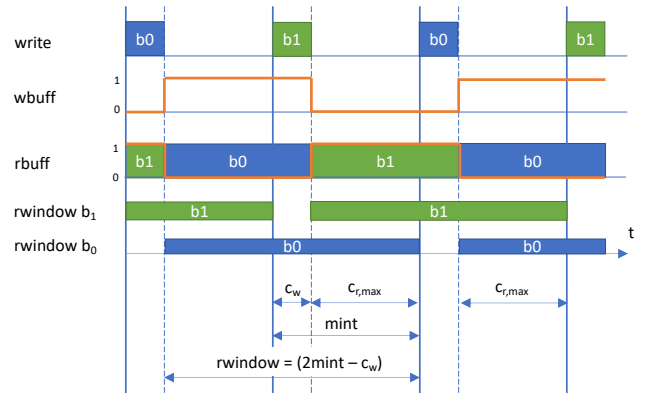 write b0 b1 b0 b1
1
wbuff
0
1
rbuff b1 b0 b1 b0
0
rwindow b1 b1 b1
t
rwindow b0 b0 b0
cw cr,max cr,max
mint
rwindow = (2mint – cw)